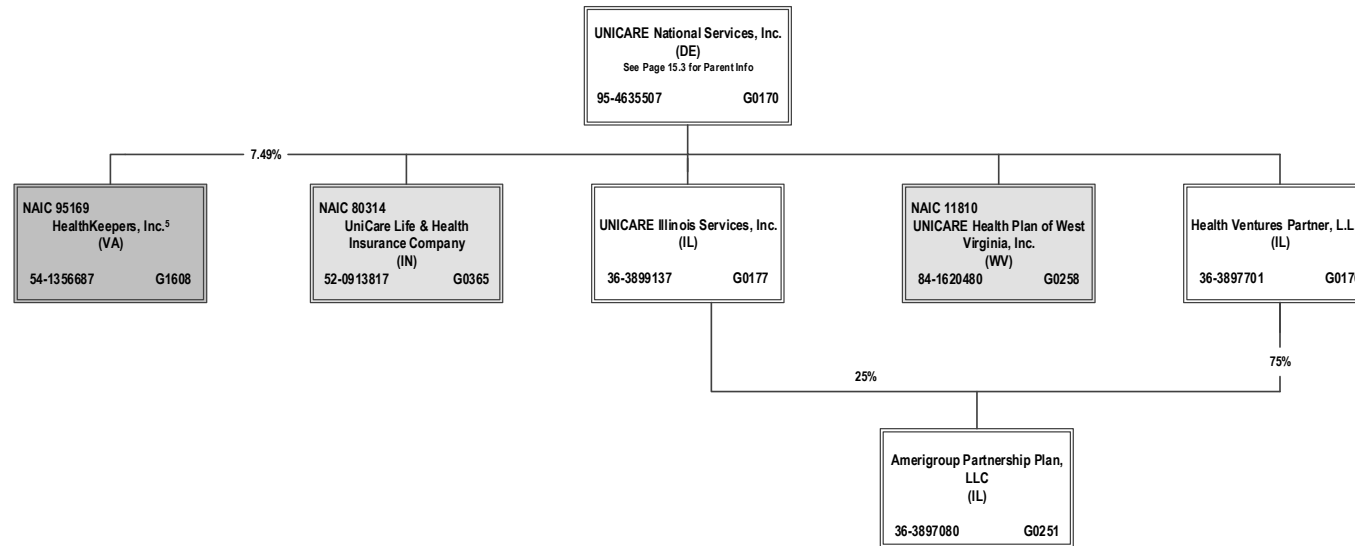 UNICARE National Services, Inc.
(DE)
See Page 15.3 for Parent Info
95-4635507 G0170
7.49%
NAIC 95169
HealthKeepers, Inc.⁵
(VA)
54-1356687 G1608
NAIC 80314
UniCare Life & Health
Insurance Company
(IN)
52-0913817 G0365
UNICARE Illinois Services, Inc.
(IL)
36-3899137 G0177
NAIC 11810
UNICARE Health Plan of West
Virginia, Inc.
(WV)
84-1620480 G0258
Health Ventures Partner, L.L
(IL)
36-3897701
25%
75%
Amerigroup Partnership Plan,
LLC
(IL)
36-3897080 G0251